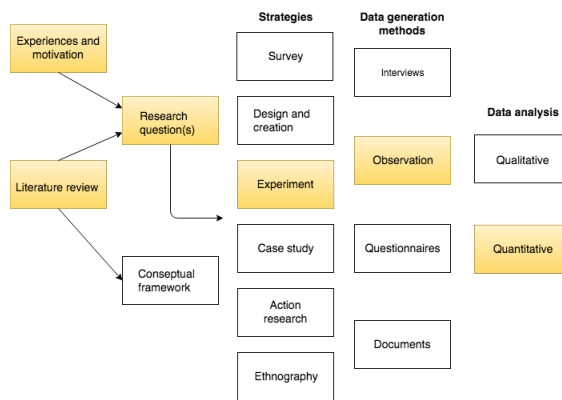 Strategies
Data generation
methods
Data analysis
Experiences and
motivation
Research
question(s)
Literature review
Conseptual
framework
Survey
Design and
creation
Experiment
Case study
Action
research
Ethnography
Interviews
Observation
Questionnaires
Documents
Qualitative
Quantitative